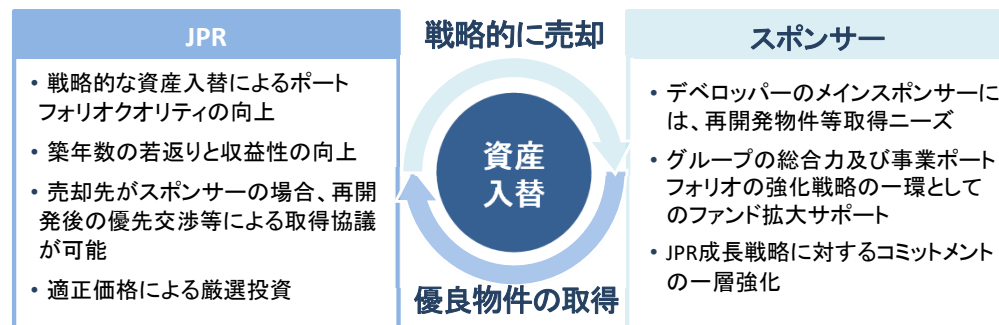 JPR
• 戦略的な資産入替によるポート
フォリオクオリティの向上
• 築年数の若返りと収益性の向上
• 売却先がスポンサーの場合、再開
発後の優先交渉等による取得協議
が可能
• 適正価格による厳選投資
戦略的に売却
資産
入替
優良物件の取得
スポンサー
• デベロッパーのメインスポンサーに
は、再開発物件等取得ニーズ
• グループの総合力及び事業ポート
フォリオの強化戦略の一環として
のファンド拡大サポート
• JPR成長戦略に対するコミットメント
の一層強化